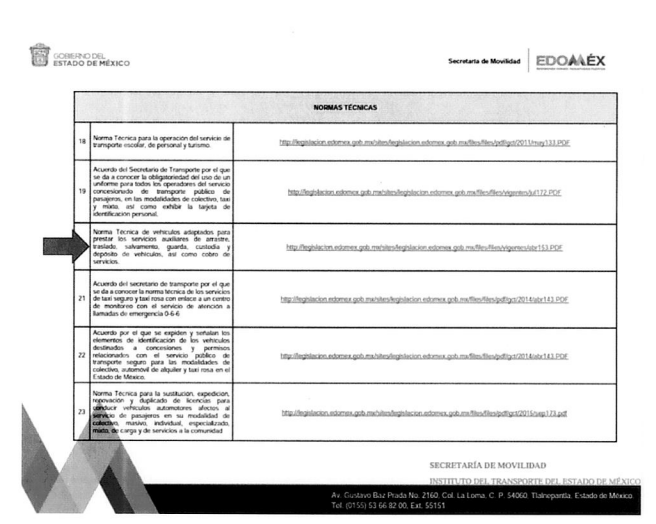 GOBIERNO DEL
ESTADO DE MÉXICO
Secretaría de Movilidad
EDOMÉX
NORMAS TÉCNICAS
18
Norma Técnica para la operación del servicio de
transporte escolar, de personal y turismo.
http://legislacion.edomex.gob.mx/sites/legislacion.edomex.gob.mx/files/files/pdf/gct/2011/may133.PDF
19
Acuerdo del Secretario de Transporte por el que
se da a conocer la obligatoriedad del uso de un
uniforme para todos los operadores del servicio
concesionado de transporte público de
pasajeros, en las modalidades de colectivo, taxi
y mixto, así como exhibir la tarjeta de
identificación personal.
http://legislacion.edomex.gob.mx/sites/legislacion.edomex.gob.mx/files/files/vigentes/jul172.PDF
Norma Técnica de vehículos adaptados para
prestar los servicios auxiliares de arrastre,
traslado, salvamento, guarda, custodia y
depósito de vehículos, así como cobro de
servicios.
http://legislacion.edomex.gob.mx/sites/legislacion.edomex.gob.mx/files/files/vigentes/abr153.PDF
21
Acuerdo del secretario de transporte por el que
se da a conocer la norma técnica de los servicios
de taxi seguro y taxi rosa con enlace a un centro
de monitoreo con el servicio de atención a
llamadas de emergencia 0-6-6
http://legislacion.edomex.gob.mx/sites/legislacion.edomex.gob.mx/files/files/pdf/gct/2014/abr143.PDF
22
Acuerdo por el que se expiden y señalan los
elementos de identificación de los vehículos
destinados a concesiones y permisos
relacionados con el servicio público de
transporte seguro para las modalidades de
colectivo, automóvil de alquiler y taxi rosa en el
Estado de México.
http://legislacion.edomex.gob.mx/sites/legislacion.edomex.gob.mx/files/files/pdf/gct/2014/abr143.PDF
23
Norma Técnica para la sustitución, expedición,
renovación y duplicado de licencias para
conducir vehículos automotores afectos al
servicio de pasajeros en su modalidad de
colectivo, masivo, individual, especializado,
mixto, de carga y de servicios a la comunidad
http://legislacion.edomex.gob.mx/sites/legislacion.edomex.gob.mx/files/files/pdf/gct/2015/sep173.pdf
SECRETARÍA DE MOVILIDAD
INSTITUTO DEL TRANSPORTE DEL ESTADO DE MÉXICO
Av. Gustavo Baz Prada No. 2160, Col. La Loma, C. P. 54060, Tlalnepantla, Estado de México.
Tel. (0155) 53 66 82 00, Ext. 55151